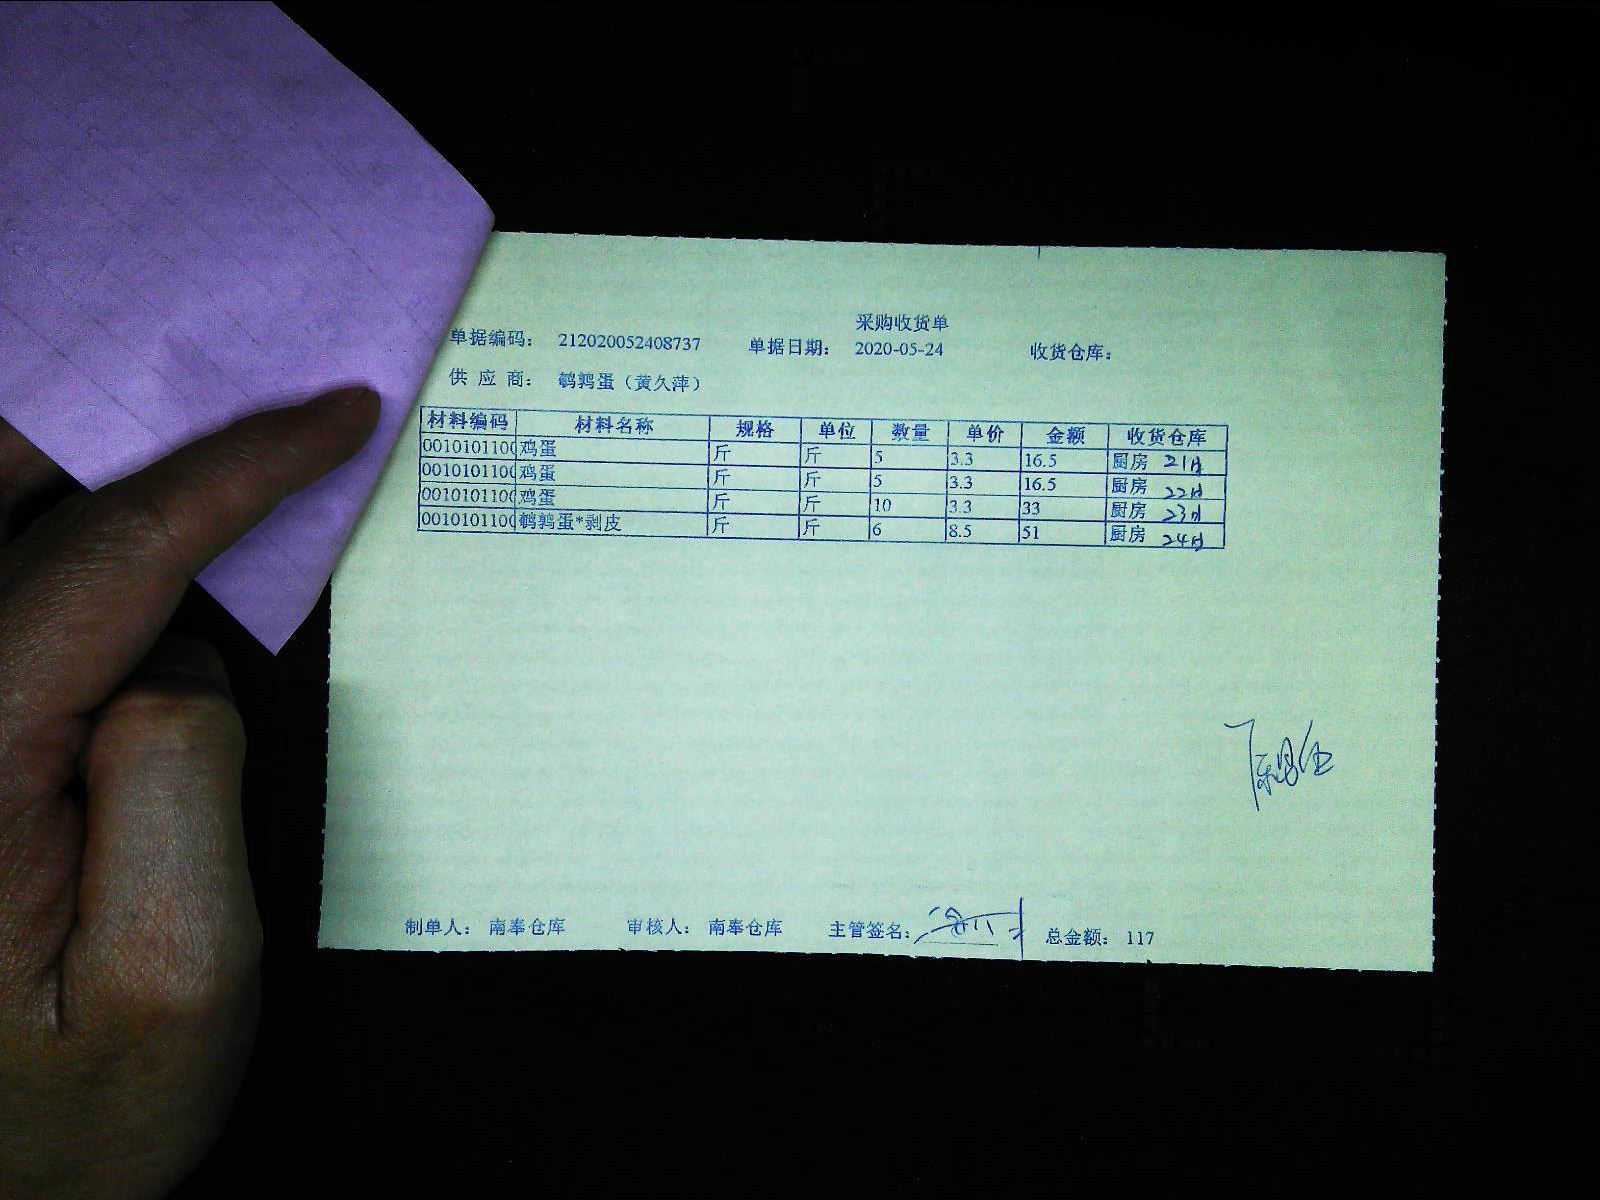 采购收货单
单据编码： 212020052408737 单据日期： 2020-05-24 收货仓库：
供 应 商： 鹌鹑蛋（黄久萍）
材料编码 材料名称 规格 单位 数量 单价 金额 收货仓库
0010101100 鸡蛋 斤 斤 5 3.3 16.5 厨房 21日
0010101100 鸡蛋 斤 斤 5 3.3 16.5 厨房 22日
0010101100 鸡蛋 斤 斤 10 3.3 33 厨房 23日
0010101100 鹌鹑蛋*剥皮 斤 斤 6 8.5 51 厨房 24日
制单人： 南奉仓库 审核人： 南奉仓库 主管签名： 总金额： 117